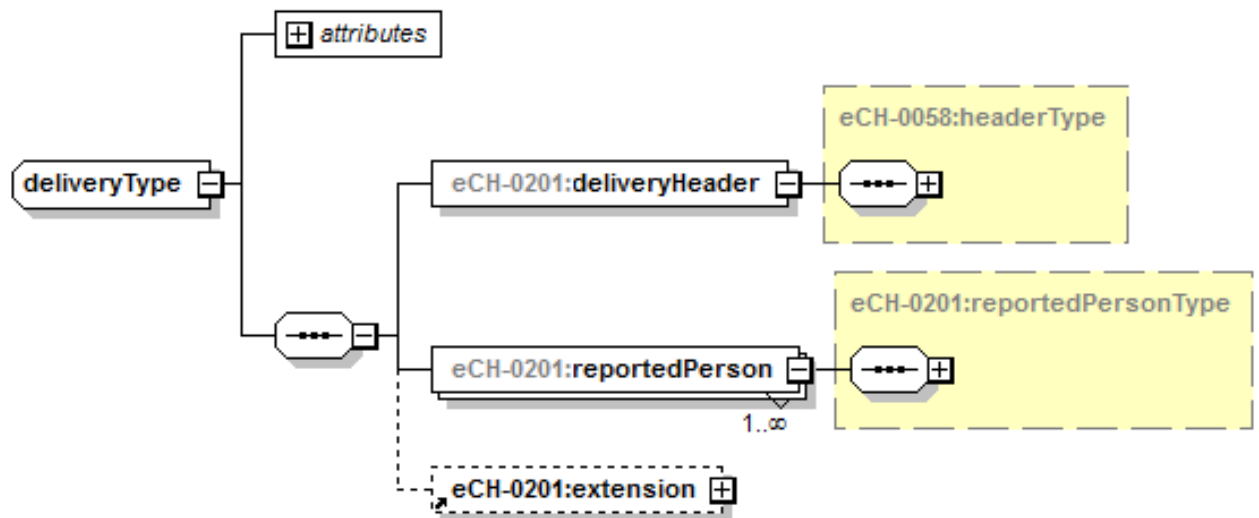 attributes
eCH-0058:headerType
deliveryType
eCH-0201:deliveryHeader
eCH-0201:reportedPersonType
eCH-0201:reportedPerson
1..∞
eCH-0201:extension